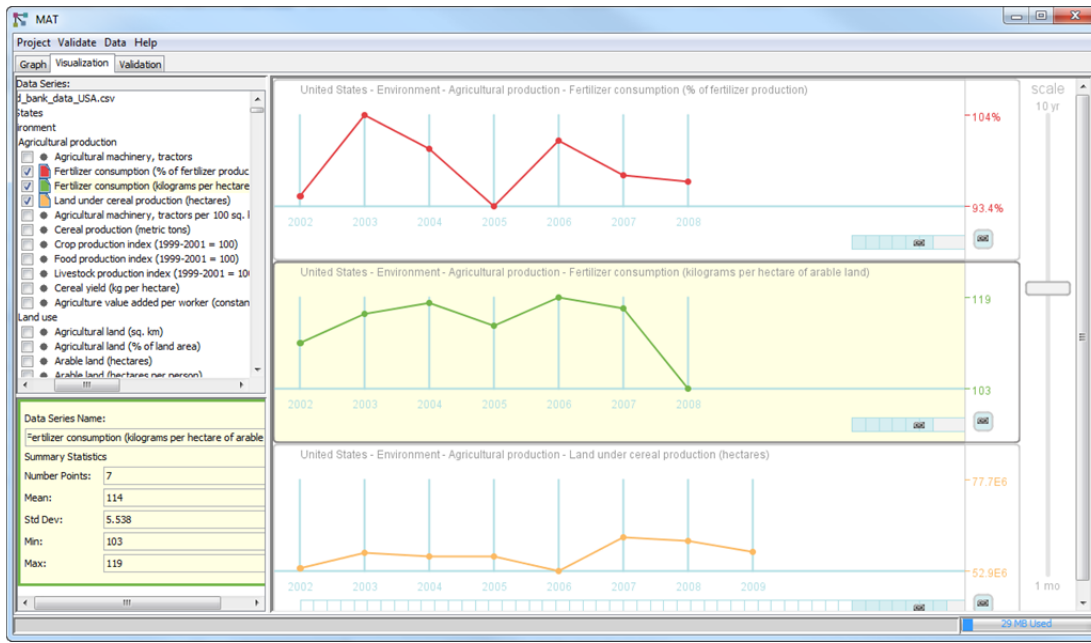 MAT
Project Validate Data Help
Graph Visualization Validation
Data Series:
d_bank_data_USA.csv
States
ironment
Agricultural production
Agricultural machinery, tractors
Fertilizer consumption (% of fertilizer produc
Fertilizer consumption (kilograms per hectare
Land under cereal production (hectares)
Agricultural machinery, tractors per 100 sq. l
Cereal production (metric tons)
Crop production index (1999-2001 = 100)
Food production index (1999-2001 = 100)
Livestock production index (1999-2001 = 10
Cereal yield (kg per hectare)
Agriculture value added per worker (constan
Land use
Agricultural land (sq. km)
Agricultural land (% of land area)
Arable land (hectares)
Arable land (hectares per person)
Data Series Name:
Fertilizer consumption (kilograms per hectare of arable
Summary Statistics
Number Points: 7
Mean: 114
Std Dev: 5.538
Min: 103
Max: 119
United States - Environment - Agricultural production - Fertilizer consumption (% of fertilizer production)
104%
93.4%
2002 2003 2004 2005 2006 2007 2008
United States - Environment - Agricultural production - Fertilizer consumption (kilograms per hectare of arable land)
119
103
2002 2003 2004 2005 2006 2007 2008
United States - Environment - Agricultural production - Land under cereal production (hectares)
77.7E6
52.9E6
2002 2003 2004 2005 2006 2007 2008 2009
scale
10 yr
1 mo
29 MB Used